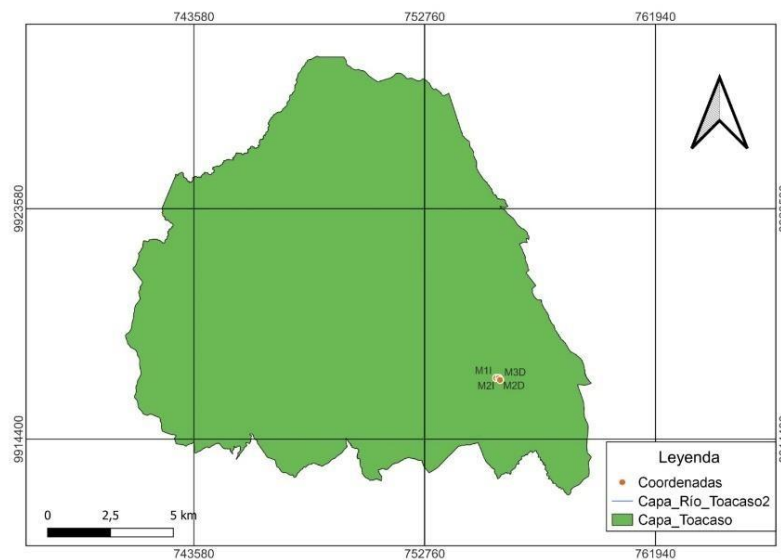 743580 752760 761940
9923580
M1I M3D
M2I M2D
9914400
Leyenda
Coordenadas
Capa_Río_Toacaso2
Capa_Toacaso
0 2,5 5 km
743580 752760 761940